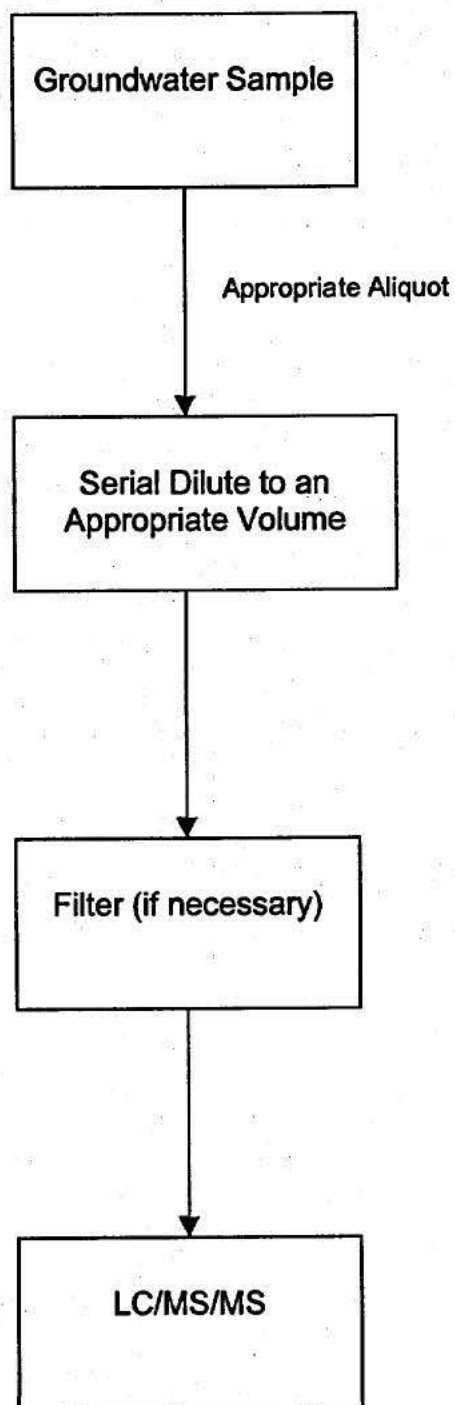 Groundwater Sample
Appropriate Aliquot
Serial Dilute to an
Appropriate Volume
Filter (if necessary)
LC/MS/MS